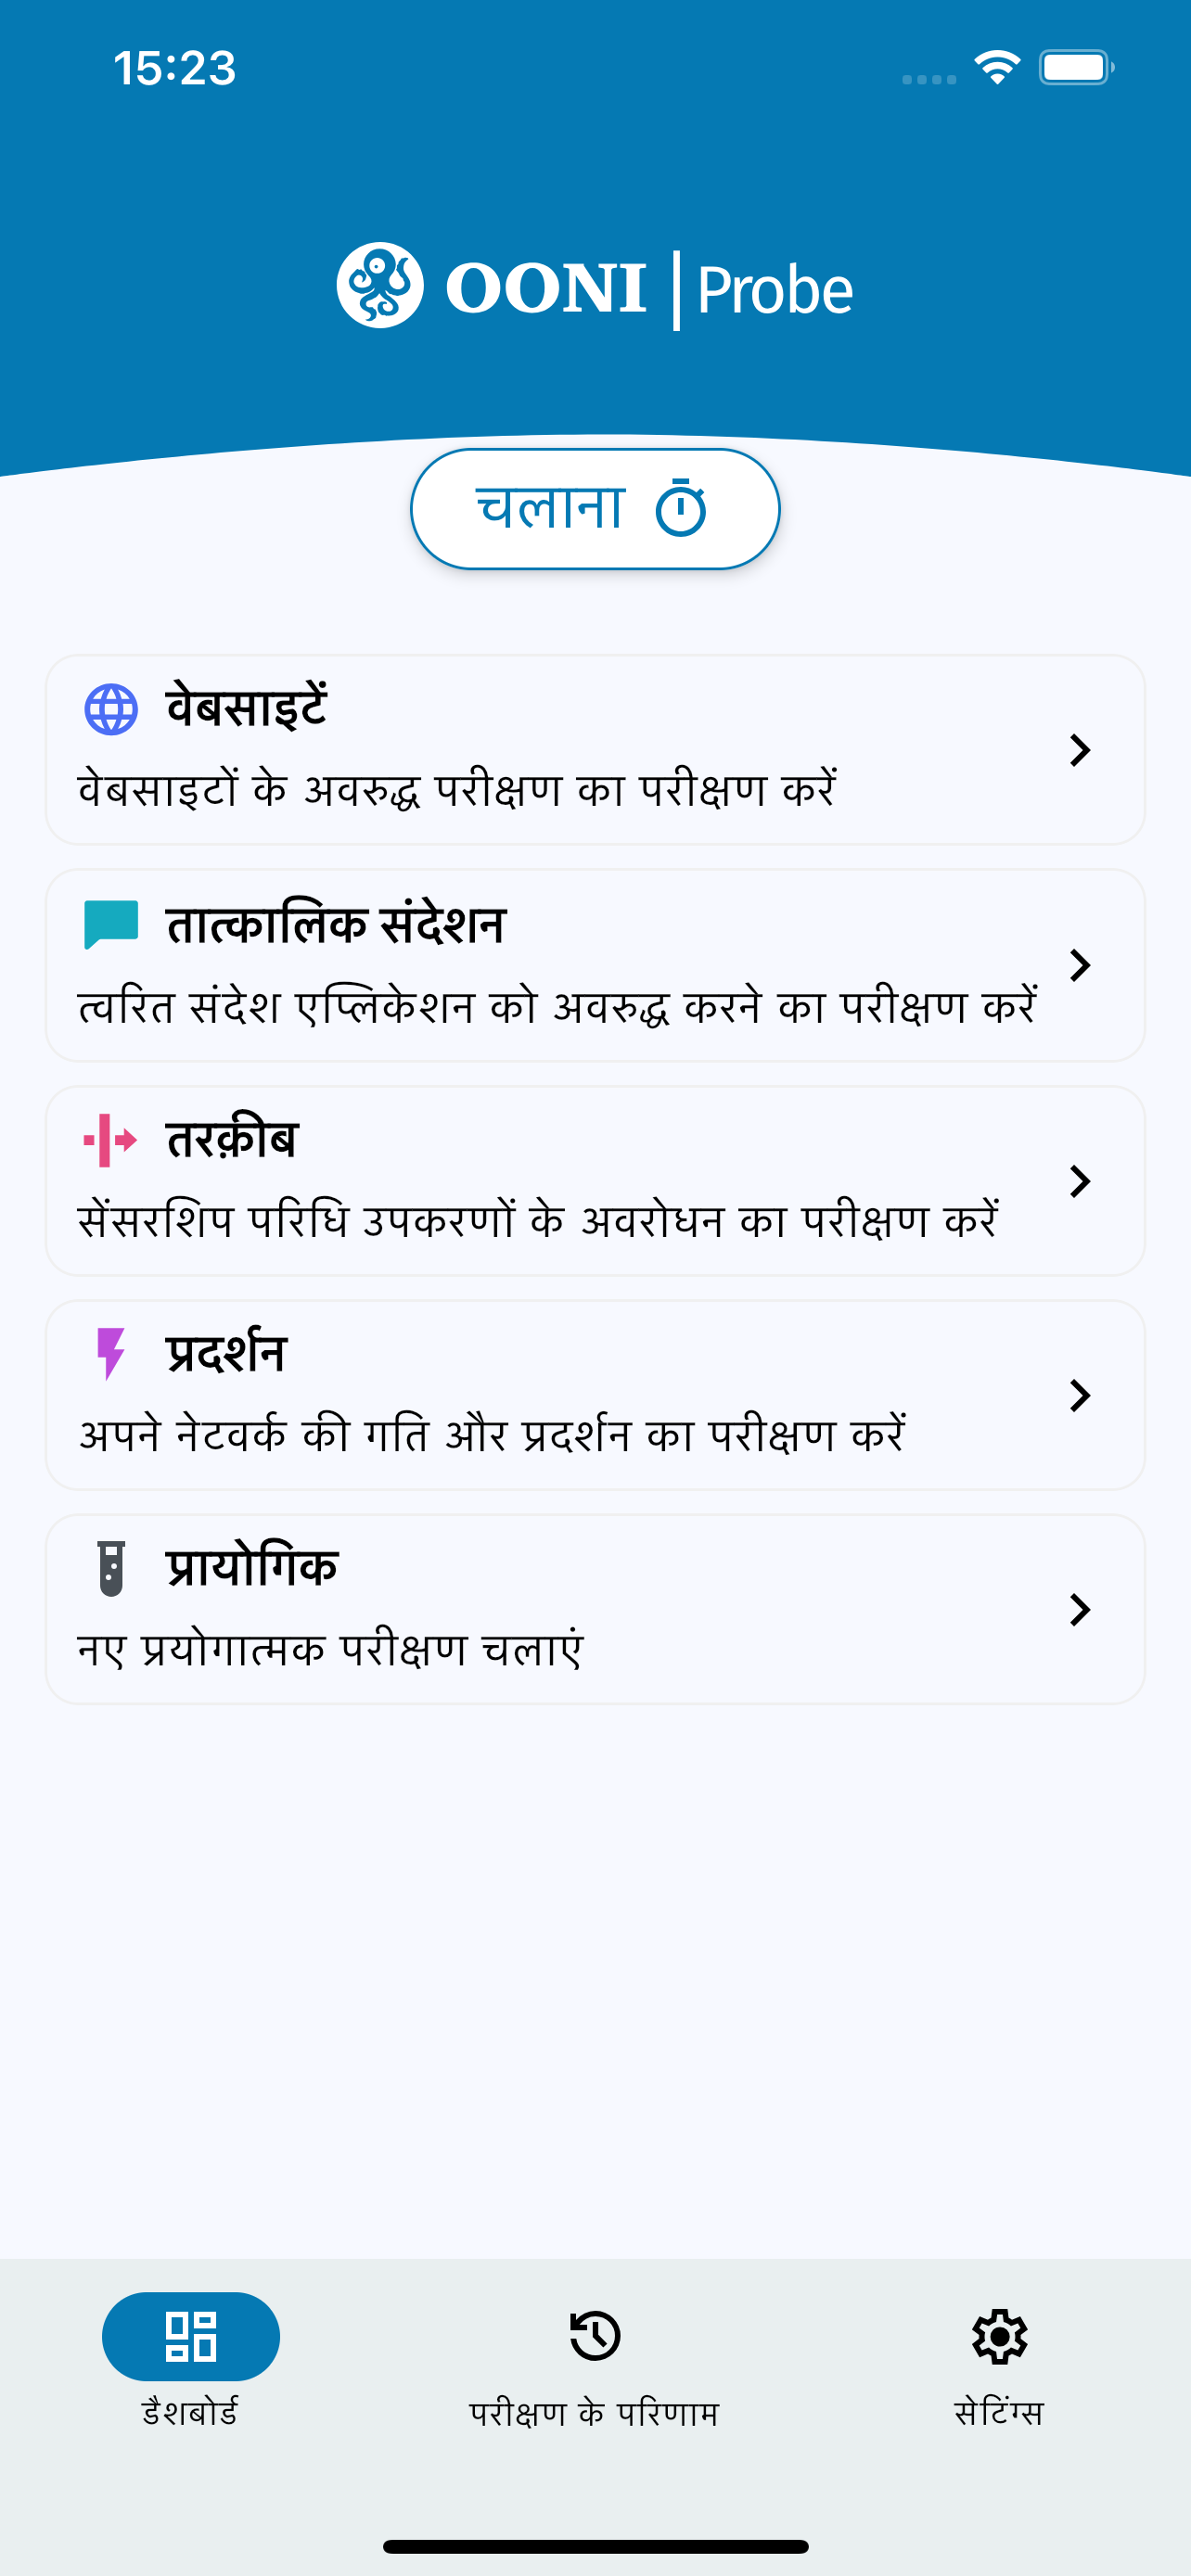 15:23
OONI | Probe
चलाना
वेबसाइटें
वेबसाइटों के अवरुद्ध परीक्षण का परीक्षण करें
तात्कालिक संदेशन
त्वरित संदेश एप्लिकेशन को अवरुद्ध करने का परीक्षण करें
तरक़ीब
सेंसरशिप परिधि उपकरणों के अवरोधन का परीक्षण करें
प्रदर्शन
अपने नेटवर्क की गति और प्रदर्शन का परीक्षण करें
प्रायोगिक
नए प्रयोगात्मक परीक्षण चलाएं
डैशबोर्ड
परीक्षण के परिणाम
सेटिंग्स